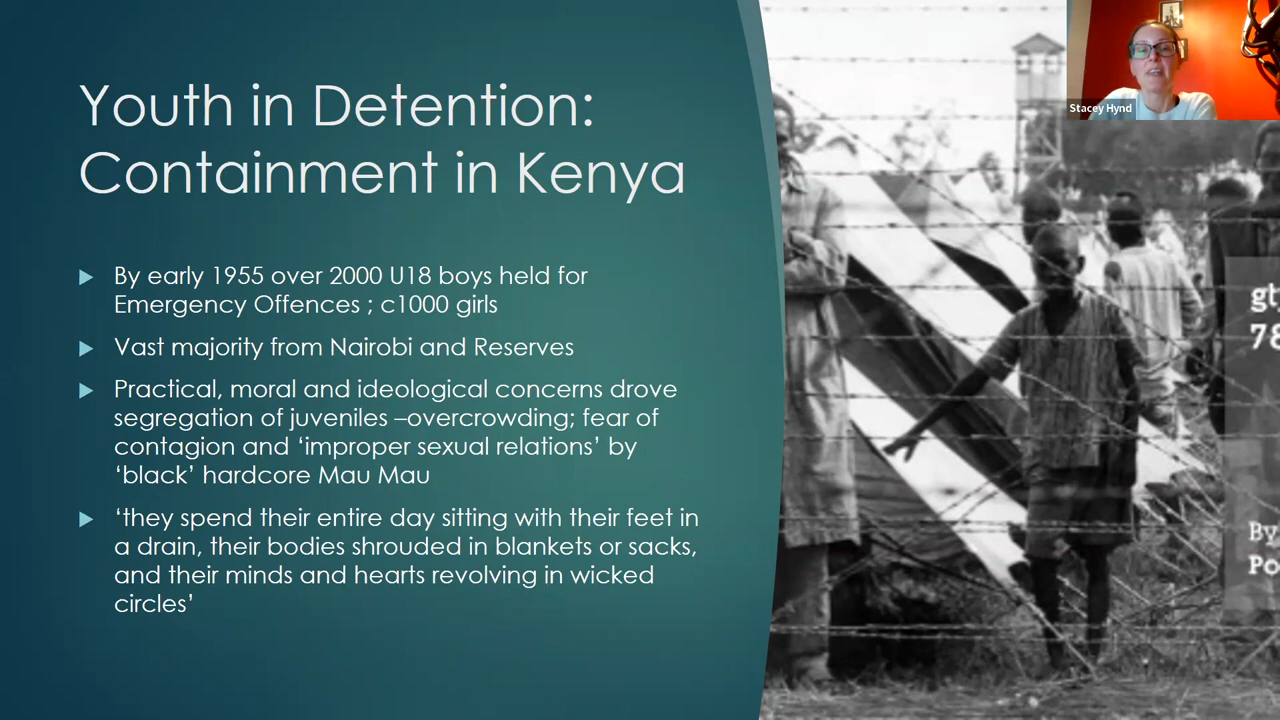 Youth in Detention:
Containment in Kenya
By early 1955 over 2000 U18 boys held for
Emergency Offences ; c1000 girls
Vast majority from Nairobi and Reserves
Practical, moral and ideological concerns drove
segregation of juveniles –overcrowding; fear of
contagion and ‘improper sexual relations’ by
‘black’ hardcore Mau Mau
‘they spend their entire day sitting with their feet in
a drain, their bodies shrouded in blankets or sacks,
and their minds and hearts revolving in wicked
circles’
Stacey Hynd
gt
78
By
Po